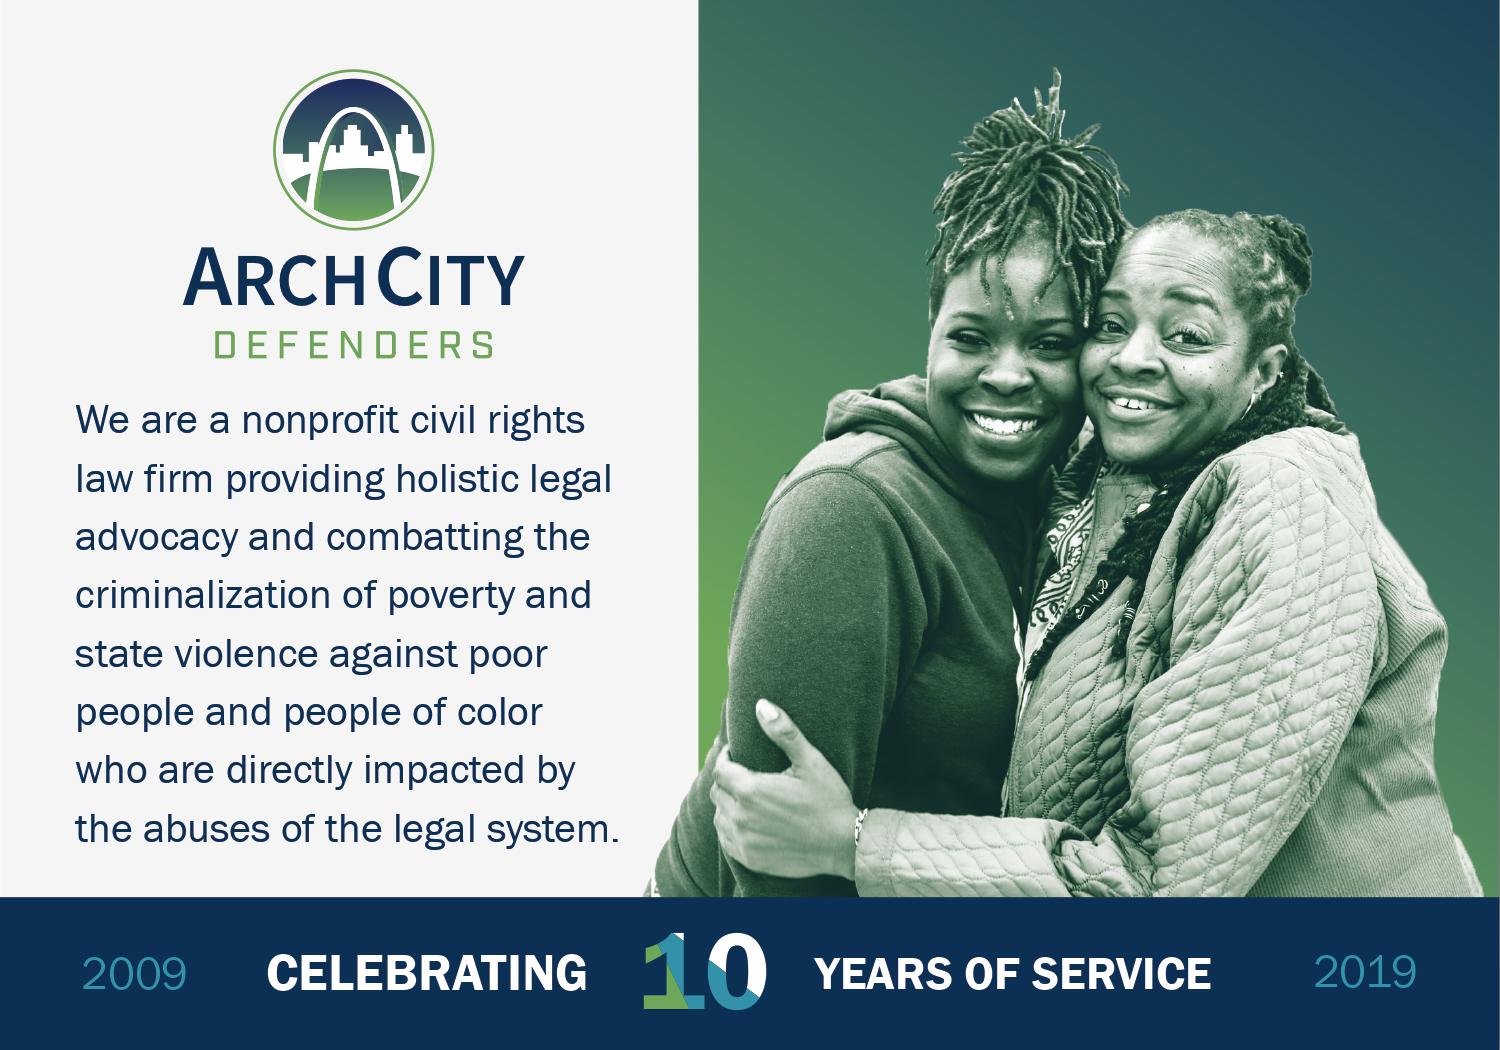 ARCHCITY
DEFENDERS
We are a nonprofit civil rights
law firm providing holistic legal
advocacy and combatting the
criminalization of poverty and
state violence against poor
people and people of color
who are directly impacted by
the abuses of the legal system.
2009 CELEBRATING 10 YEARS OF SERVICE 2019